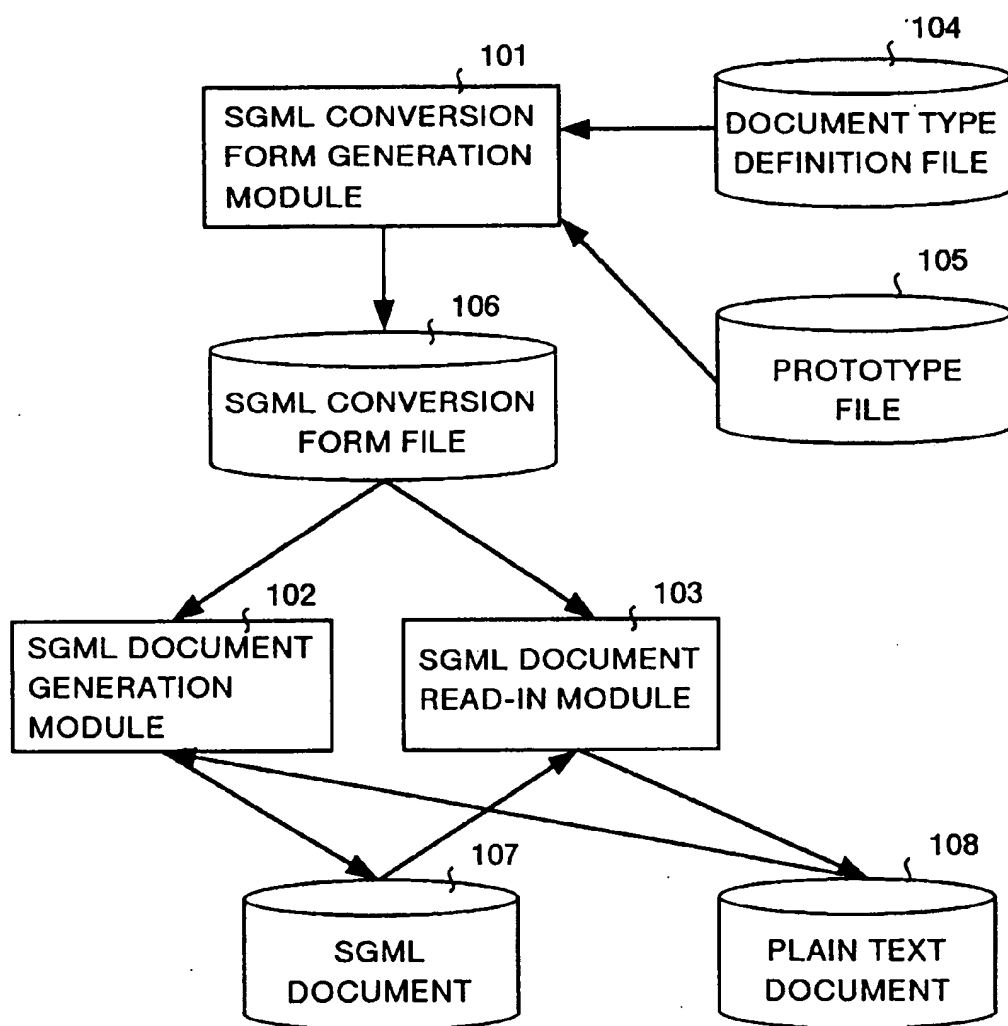 101
SGML CONVERSION
FORM GENERATION
MODULE
104
DOCUMENT TYPE
DEFINITION FILE
105
PROTOTYPE
FILE
106
SGML CONVERSION
FORM FILE
102
SGML DOCUMENT
GENERATION
MODULE
103
SGML DOCUMENT
READ-IN MODULE
107
SGML
DOCUMENT
108
PLAIN TEXT
DOCUMENT